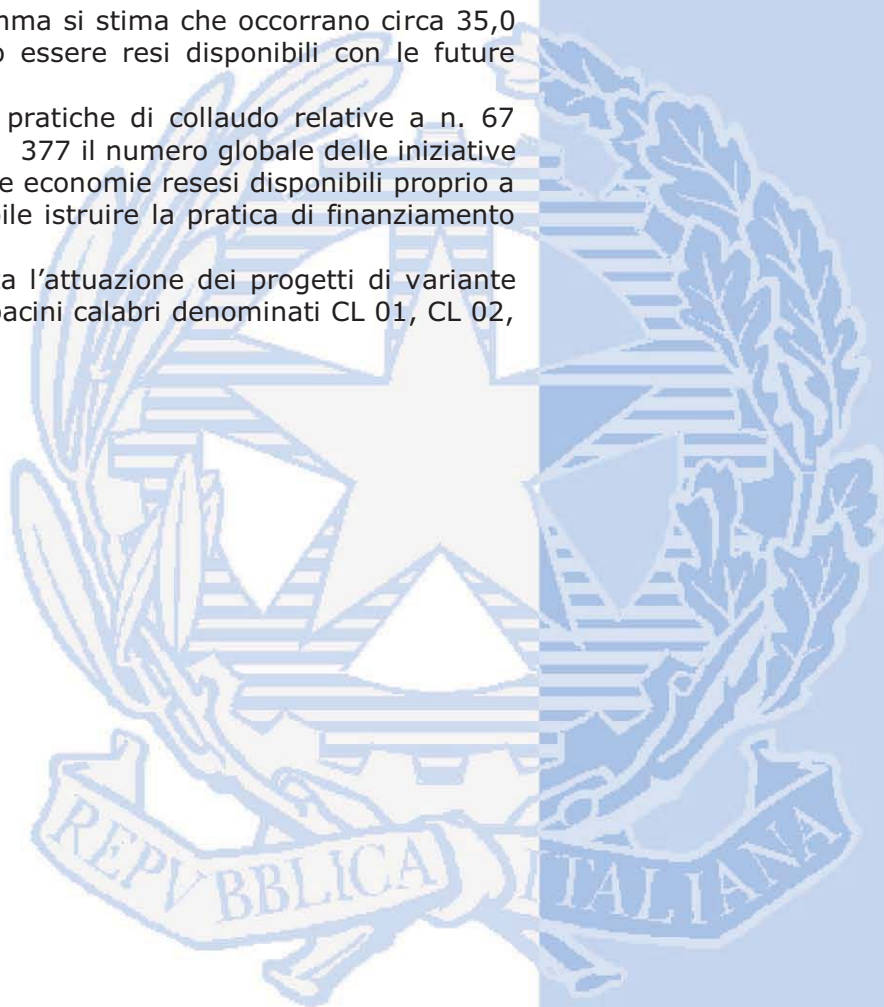 mma si stima che occorrano circa 35,0
o essere resi disponibili con le future
pratiche di collaudo relative a n. 67
377 il numero globale delle iniziative
e economie resesi disponibili proprio a
bile istruire la pratica di finanziamento
ta l’attuazione dei progetti di variante
bacini calabri denominati CL 01, CL 02,
REPVBBLICA ITALIANA